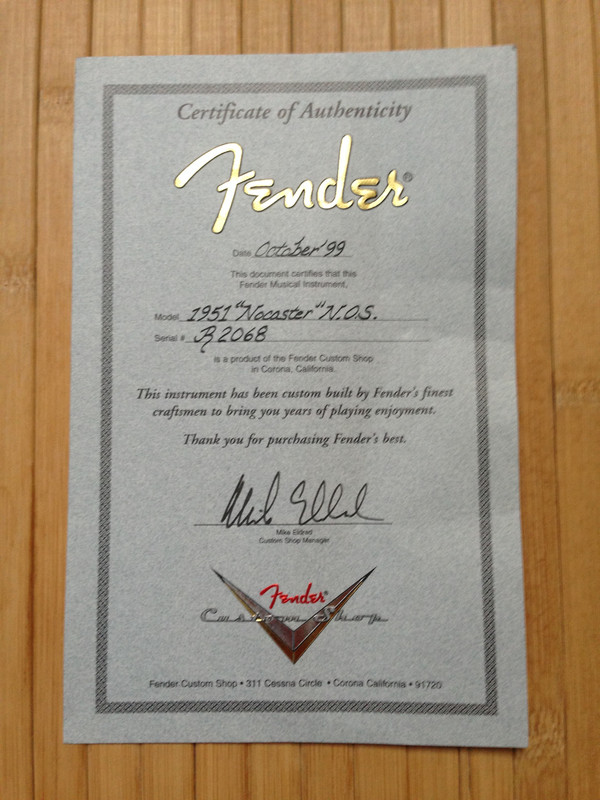 Certificate of Authenticity
Fender®
Date October '99
This document certifies that this
Fender Musical Instrument,
Model 1951 "Nocaster" N.O.S.
Serial # R2068
is a product of the Fender Custom Shop
in Corona, California.
This instrument has been custom built by Fender's finest
craftsmen to bring you years of playing enjoyment.
Thank you for purchasing Fender's best.
Mike Eldred
Mike Eldred
Custom Shop Manager
Fender®
Custom Shop
Fender Custom Shop • 311 Cessna Circle • Corona California • 91720